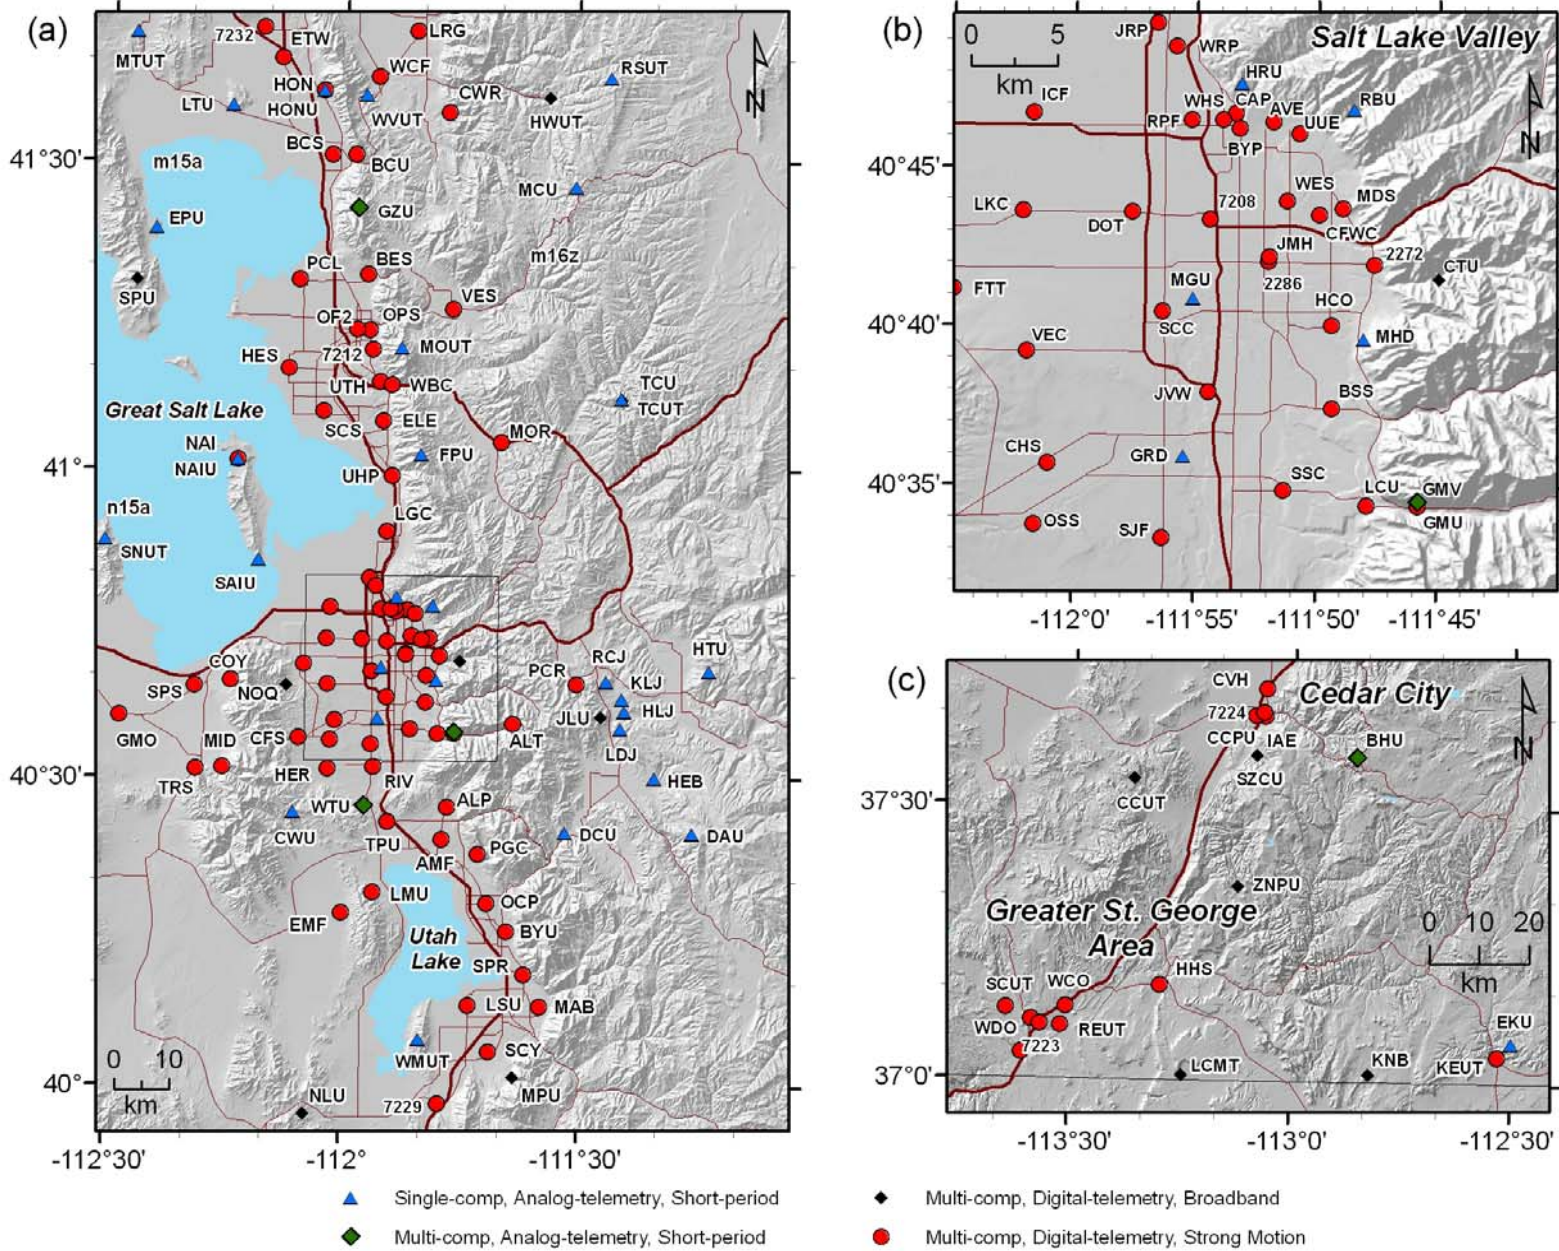 (a)
7232
ETW
LRG
MTUT
HON
WCF
RSUT
LTU
HONU
CWR
WVUT
HWUT
BCS
BCU
41°30'
m15a
MCU
GZU
EPU
m16z
PCL
BES
SPU
VES
OF2
OPS
MOUT
HES
7212
UTH
WBC
TCU
TCUT
Great Salt Lake
SCS
ELE
MOR
NAI
NAIU
FPU
41°
UHP
n15a
LGC
SNUT
SAIU
COY
SPS
NOQ
PCR
RCJ
HTU
KLJ
HLJ
JLU
GMO
MID
CFS
ALT
LDJ
40°30'
TRS
HER
RIV
HEB
WTU
ALP
CWU
TPU
DCU
DAU
AMF
PGC
LMU
OCP
EMF
Utah
Lake
BYU
SPR
LSU
MAB
0 10
km
WMUT
SCY
40°
NLU
MPU
7229
N
-112°30'
-112°
-111°30'
(b)
0 5
km
Salt Lake Valley
JRP
WRP
HRU
ICF
WHS
CAP
AVE
RBU
RPF
UUE
BYP
N
40°45'
WES
MDS
LKC
7208
DOT
CFWC
JMH
2272
MGU
CTU
FTT
2286
HCO
40°40'
SCC
VEC
MHD
JVW
BSS
CHS
GRD
SSC
40°35'
LCU
GMV
OSS
SJF
GMU
-112°0'
-111°55'
-111°50'
-111°45'
(c)
CVH
Cedar City
7224
CCPU
IAE
BHU
N
SZCU
CCUT
37°30'
ZNPU
Greater St. George
Area
0 10 20
km
SCUT
WCO
HHS
WDO
REUT
EKU
7223
LCMT
KNB
KEUT
37°0'
-113°30'
-113°0'
-112°30'
Single-comp, Analog-telemetry, Short-period
Multi-comp, Digital-telemetry, Broadband
Multi-comp, Analog-telemetry, Short-period
Multi-comp, Digital-telemetry, Strong Motion